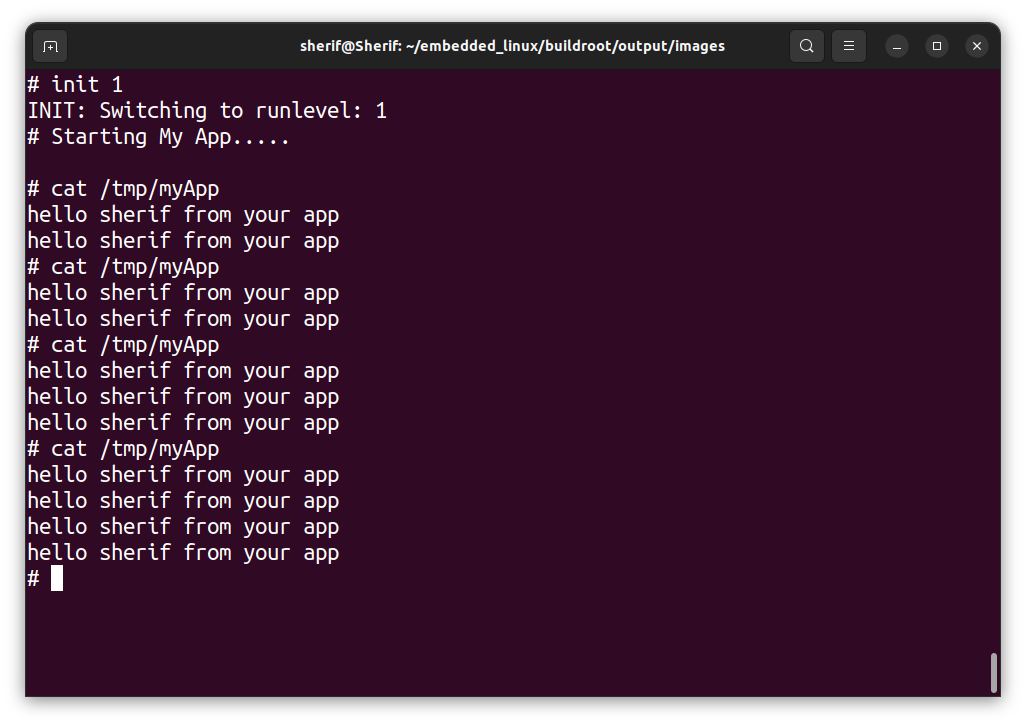 sherif@Sherif: ~/embedded_linux/buildroot/output/images
# init 1
INIT: Switching to runlevel: 1
# Starting My App.....
# cat /tmp/myApp
hello sherif from your app
hello sherif from your app
# cat /tmp/myApp
hello sherif from your app
hello sherif from your app
# cat /tmp/myApp
hello sherif from your app
hello sherif from your app
hello sherif from your app
# cat /tmp/myApp
hello sherif from your app
hello sherif from your app
hello sherif from your app
hello sherif from your app
#